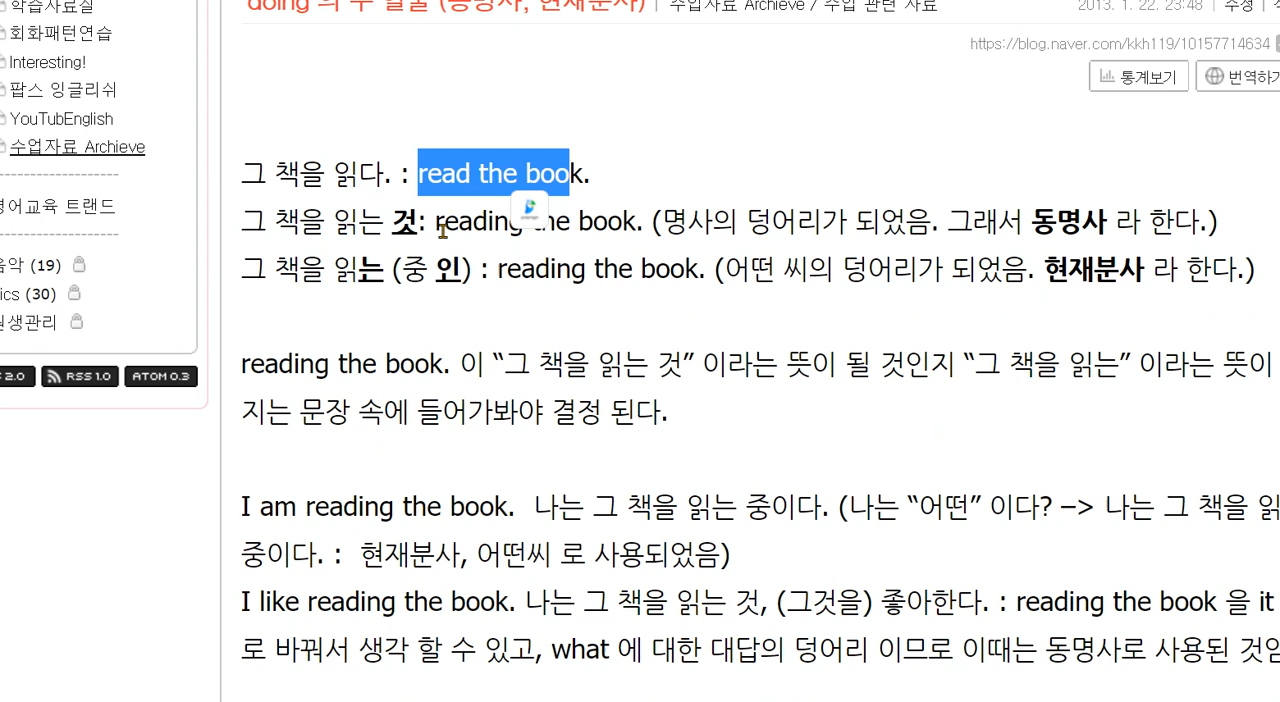 학습자료실
회화패턴연습
Interesting!
팝스 잉글리쉬
YouTubEnglish
수업자료 Archieve
영어교육 트랜드
음악 (19)
ics (30)
원생관리
2.0 RSS 1.0 ATOM 0.3
doing 의 두 얼굴 (동명사, 현재분사) | 수업자료 Archieve / 수업 관련 자료
2013. 1. 22. 23:48 | 수정 |
https://blog.naver.com/kkh119/10157714634
통계보기 번역하기
그 책을 읽다. : read the book.
그 책을 읽는 것: reading the book. (명사의 덩어리가 되었음. 그래서 동명사 라 한다.)
그 책을 읽는 (중 인) : reading the book. (어떤 씨의 덩어리가 되었음. 현재분사 라 한다.)
reading the book. 이 “그 책을 읽는 것” 이라는 뜻이 될 것인지 “그 책을 읽는” 이라는 뜻이
지는 문장 속에 들어가봐야 결정 된다.
I am reading the book. 나는 그 책을 읽는 중이다. (나는 “어떤” 이다? –> 나는 그 책을 읽
중이다. : 현재분사, 어떤씨 로 사용되었음)
I like reading the book. 나는 그 책을 읽는 것, (그것을) 좋아한다. : reading the book 을 it
로 바꿔서 생각 할 수 있고, what 에 대한 대답의 덩어리 이므로 이때는 동명사로 사용된 것임